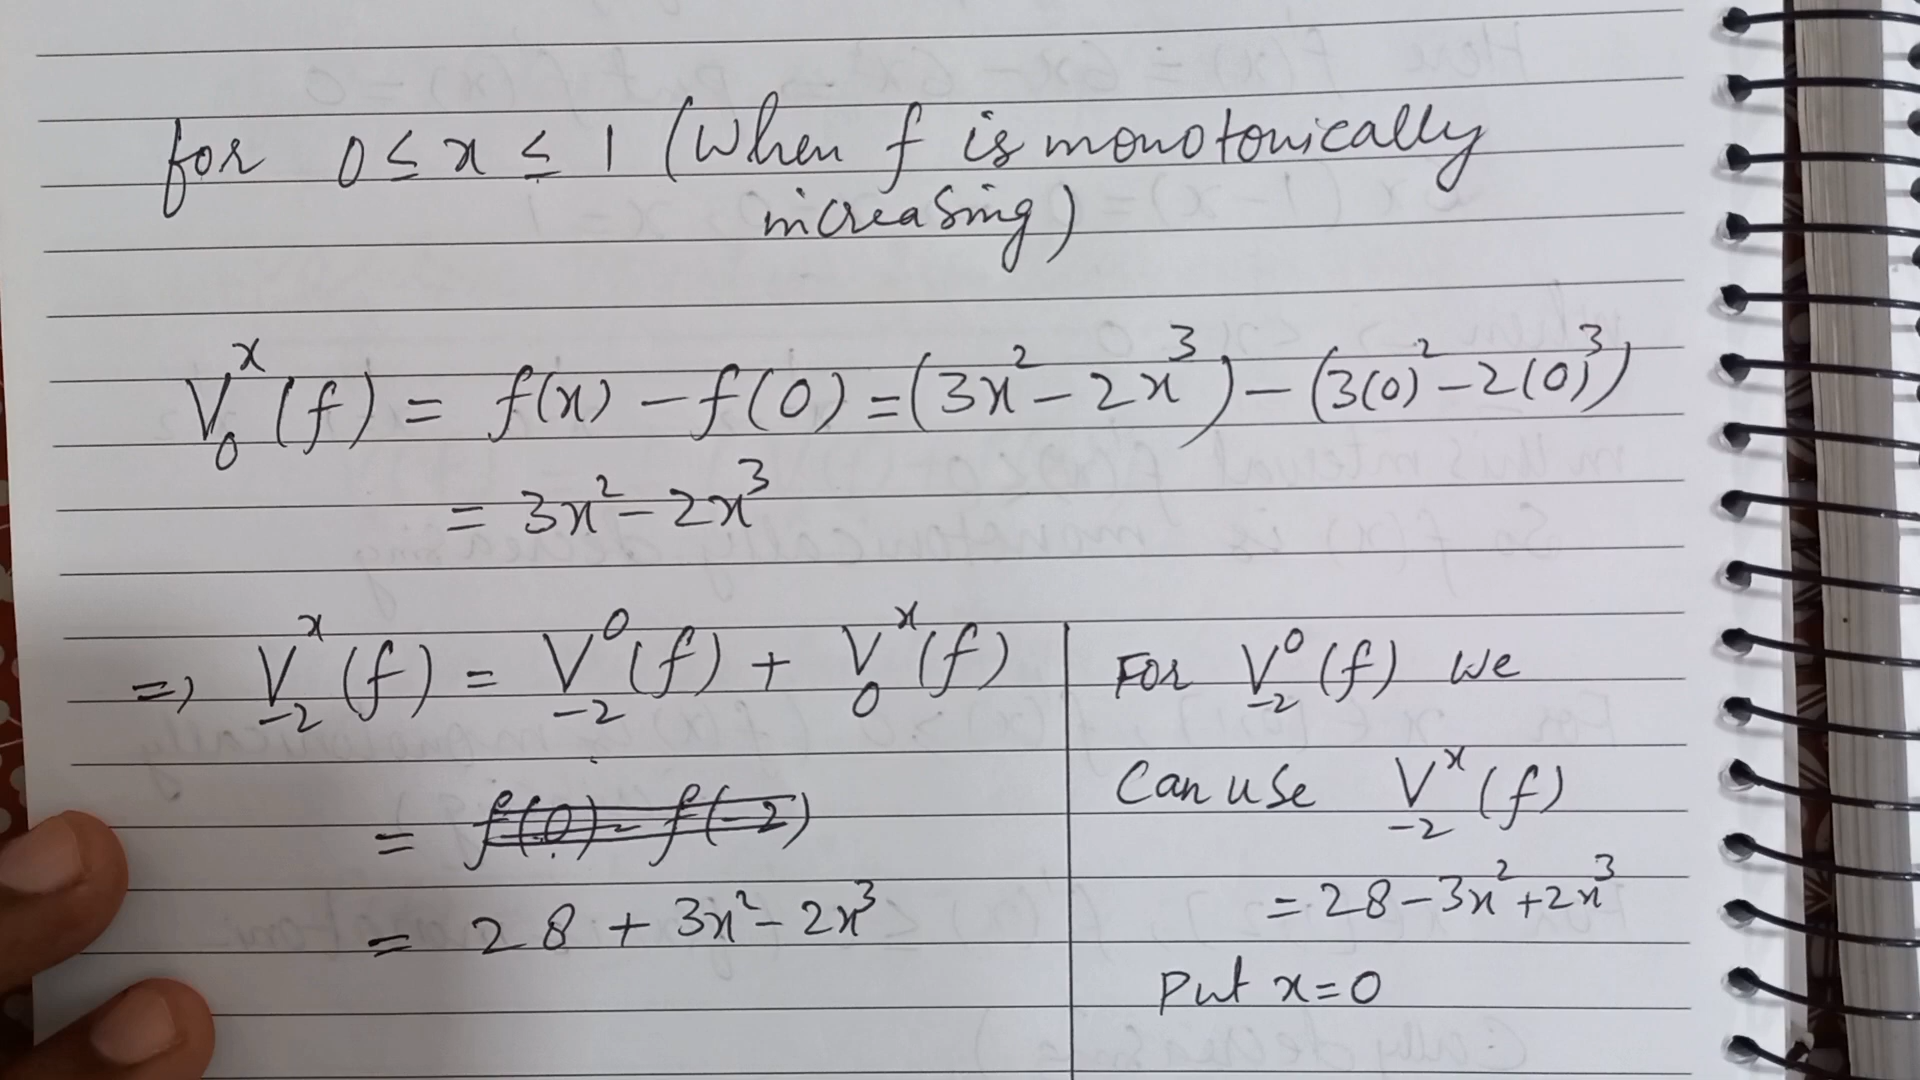 for 0 ≤ x ≤ 1 (When f is monotonically
increasing)
V₀ˣ(f) = f(x) - f(0) = (3x² - 2x³) - (3(0)² - 2(0)³)
= 3x² - 2x³
⇒ V₋₂ˣ(f) = V₋₂⁰(f) + V₀ˣ(f)
= ~~f(0) - f(-2)~~
= 28 + 3x² - 2x³
For V₋₂⁰(f) We
Can use V₋₂ˣ(f)
= 28 - 3x² + 2x³
Put x = 0